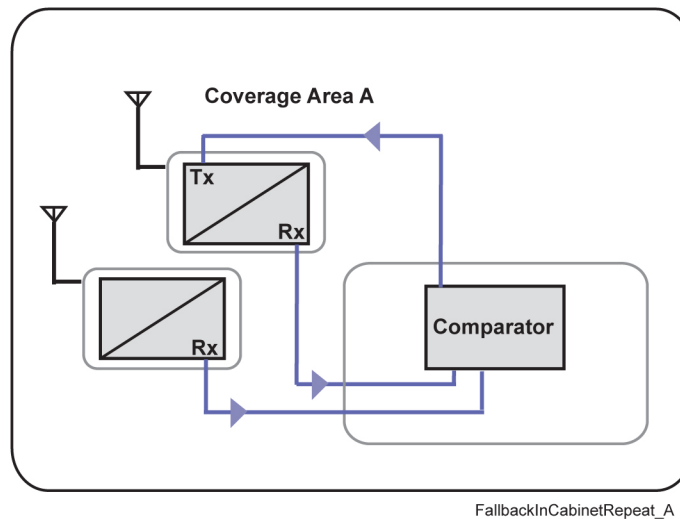 Coverage Area A
Tx
Rx
Rx
Comparator
FallbackInCabinetRepeat_A